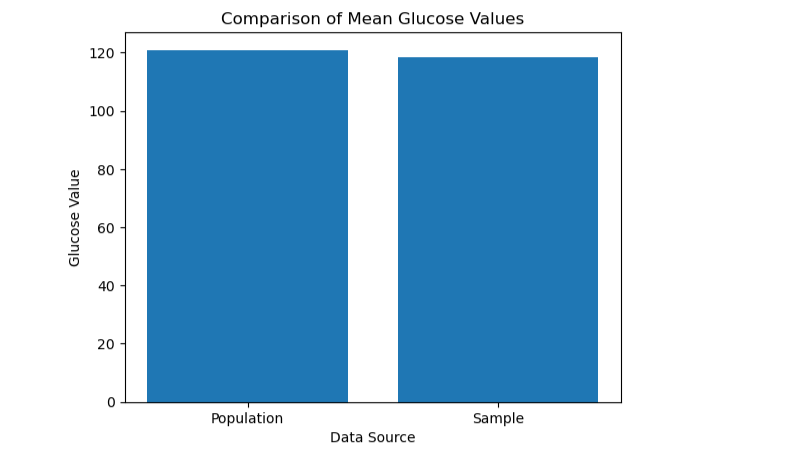 Comparison of Mean Glucose Values
120
100
80
60
40
20
0
Glucose Value
Population Sample
Data Source